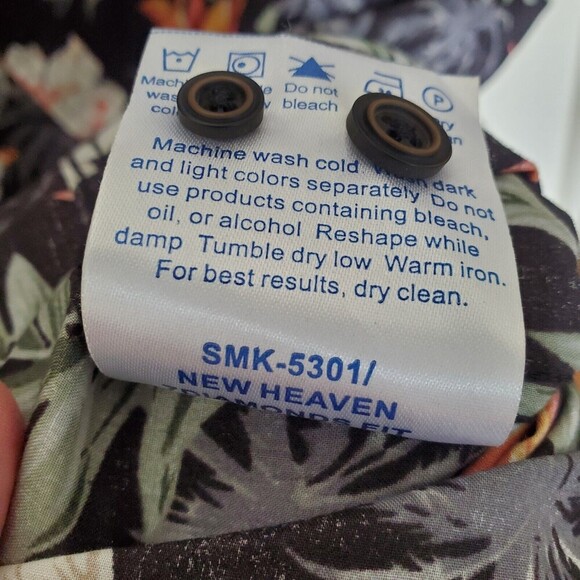 Do not
bleach
P
Machine wash cold dark
and light colors separately Do not
use products containing bleach,
oil, or alcohol Reshape while
damp Tumble dry low Warm iron.
For best results, dry clean.
SMK-5301/
NEW HEAVEN